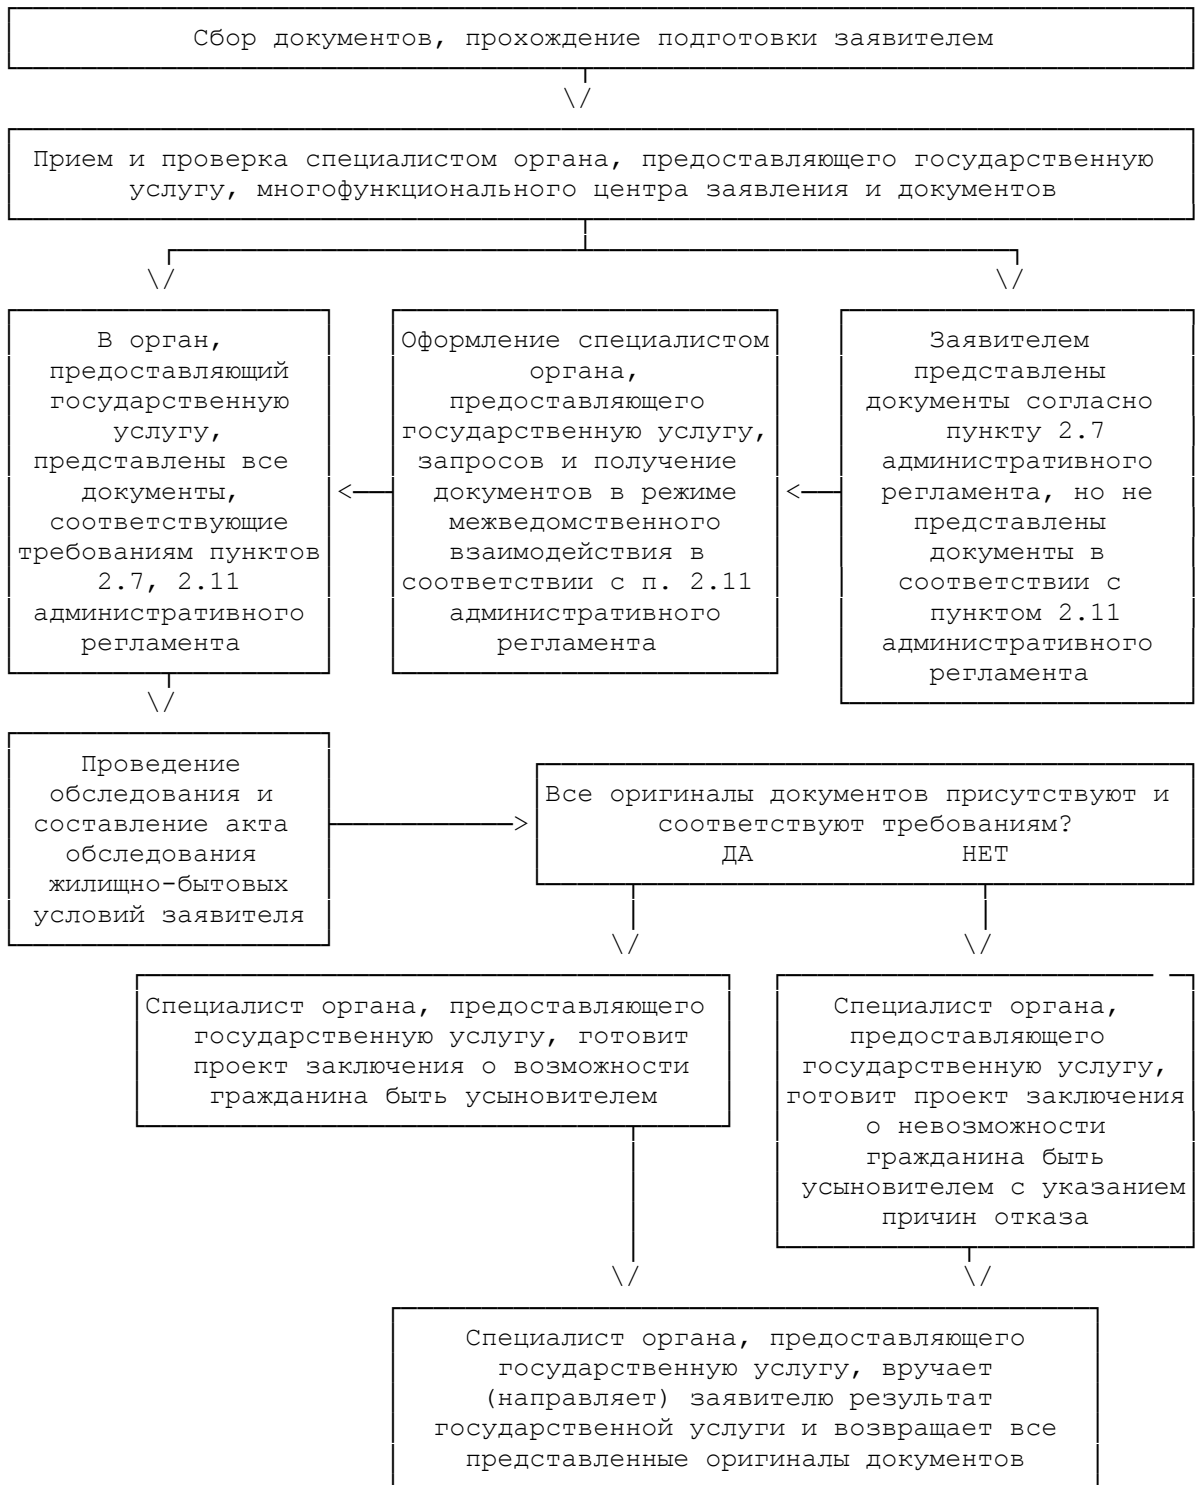 Сбор документов, прохождение подготовки заявителем
Прием и проверка специалистом органа, предоставляющего государственную
услугу, многофункционального центра заявления и документов
В орган,
предоставляющий
государственную
услугу,
представлены все
документы,
соответствующие
требованиям пунктов
2.7, 2.11
административного
регламента
Оформление специалистом
органа,
предоставляющего
государственную услугу,
запросов и получение
документов в режиме
межведомственного
взаимодействия в
соответствии с п. 2.11
административного
регламента
Заявителем
представлены
документы согласно
пункту 2.7
административного
регламента, но не
представлены
документы в
соответствии с
пунктом 2.11
административного
регламента
Проведение
обследования и
составление акта
обследования
жилищно-бытовых
условий заявителя
Все оригиналы документов присутствуют и
соответствуют требованиям?
ДА НЕТ
Специалист органа, предоставляющего
государственную услугу, готовит
проект заключения о возможности
гражданина быть усыновителем
Специалист органа,
предоставляющего
государственную услугу,
готовит проект заключения
о невозможности
гражданина быть
усыновителем с указанием
причин отказа
Специалист органа, предоставляющего
государственную услугу, вручает
(направляет) заявителю результат
государственной услуги и возвращает все
представленные оригиналы документов